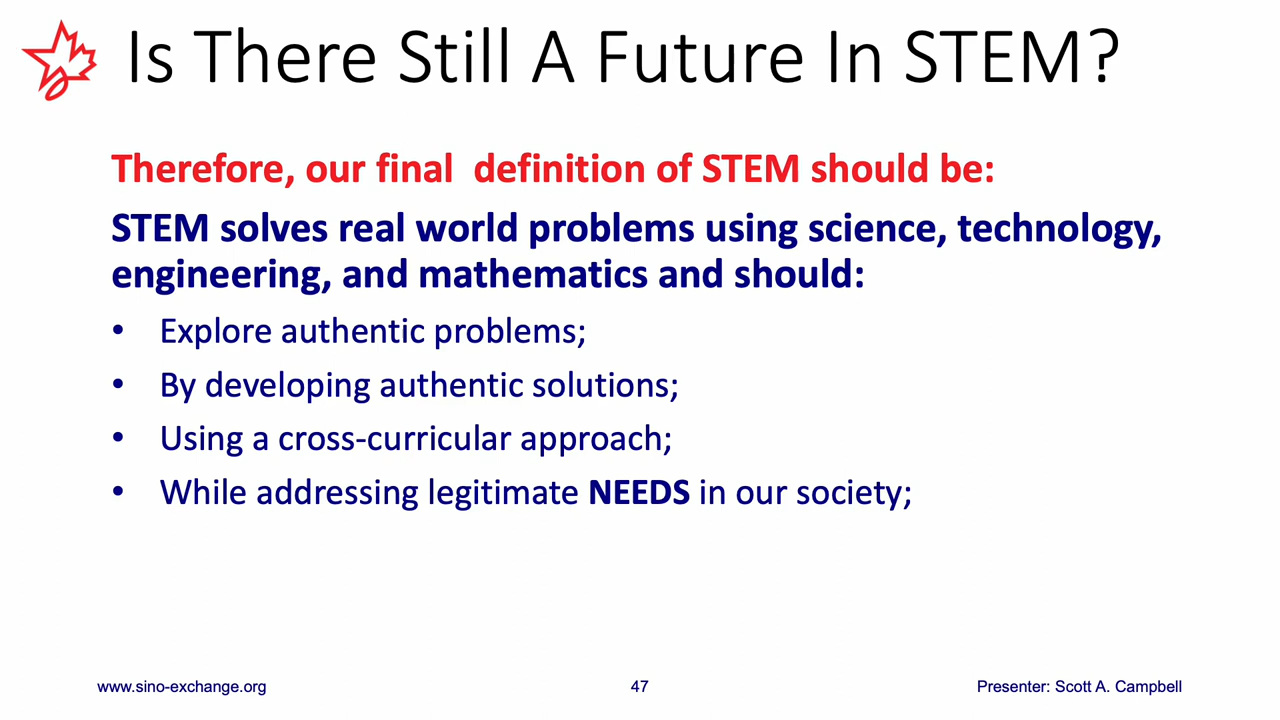 Is There Still A Future In STEM?
Therefore, our final  definition of STEM should be:
STEM solves real world problems using science, technology,
engineering, and mathematics and should:
• Explore authentic problems;
• By developing authentic solutions;
• Using a cross-curricular approach;
• While addressing legitimate NEEDS in our society;
www.sino-exchange.org
47
Presenter: Scott A. Campbell